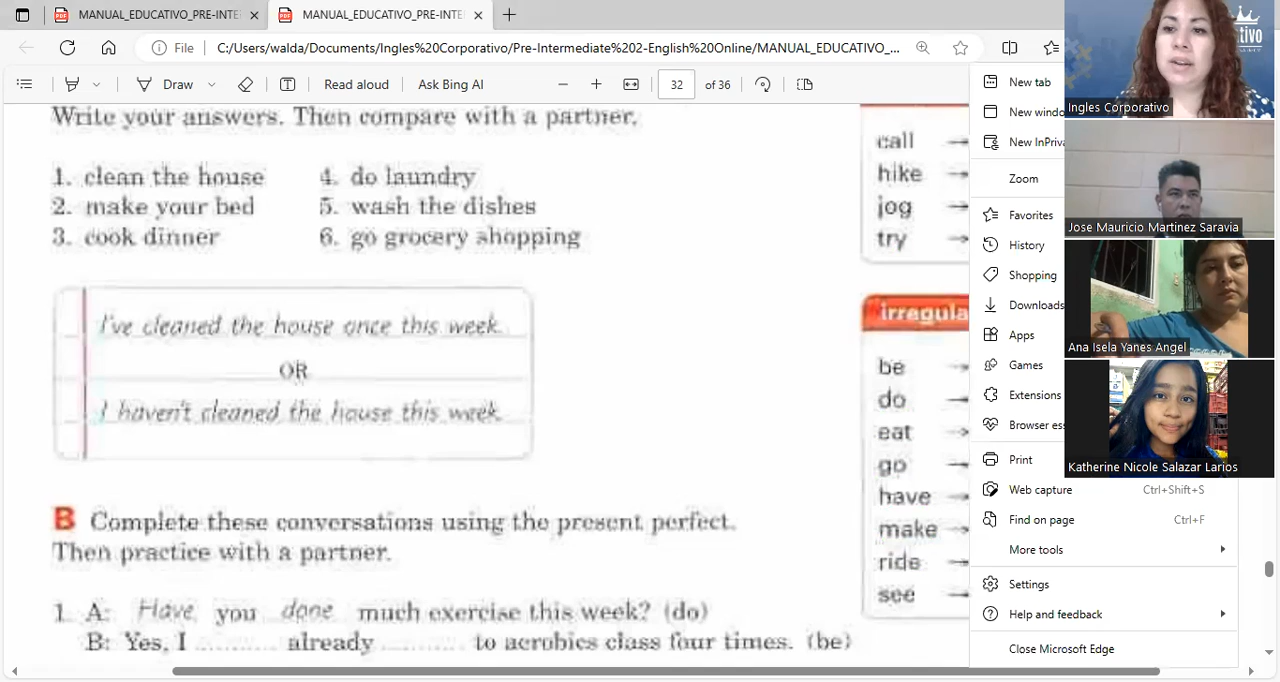 MANUAL_EDUCATIVO_PRE-INTE
MANUAL_EDUCATIVO_PRE-INTE
File
C:/Users/walda/Documents/Ingles%20Corporativo/Pre-Intermediate%202-English%20Online/MANUAL_EDUCATIVO_...
Draw
Read aloud
Ask Bing AI
32 of 36
Write your answers. Then compare with a partner.
1. clean the house
2. make your bed
3. cook dinner
4. do laundry
5. wash the dishes
6. go grocery shopping
I've cleaned the house once this week.
OR
I haven't cleaned the house this week.
B Complete these conversations using the present perfect.
Then practice with a partner.
1. A: Have you done much exercise this week? (do)
B: Yes, I .......... already .......... to aerobics class four times. (be)
call →
hike →
jog →
try →
irregula
be →
do →
eat →
go →
have →
make →
ride →
see →
New tab
New windo
New InPriva
Zoom
Favorites
History
Shopping
Downloads
Apps
Games
Extensions
Browser ess
Print
Web capture Ctrl+Shift+S
Find on page Ctrl+F
More tools
Settings
Help and feedback
Close Microsoft Edge
tivo
Ingles Corporativo
Jose Mauricio Martinez Saravia
Ana Isela Yanes Angel
Katherine Nicole Salazar Larios